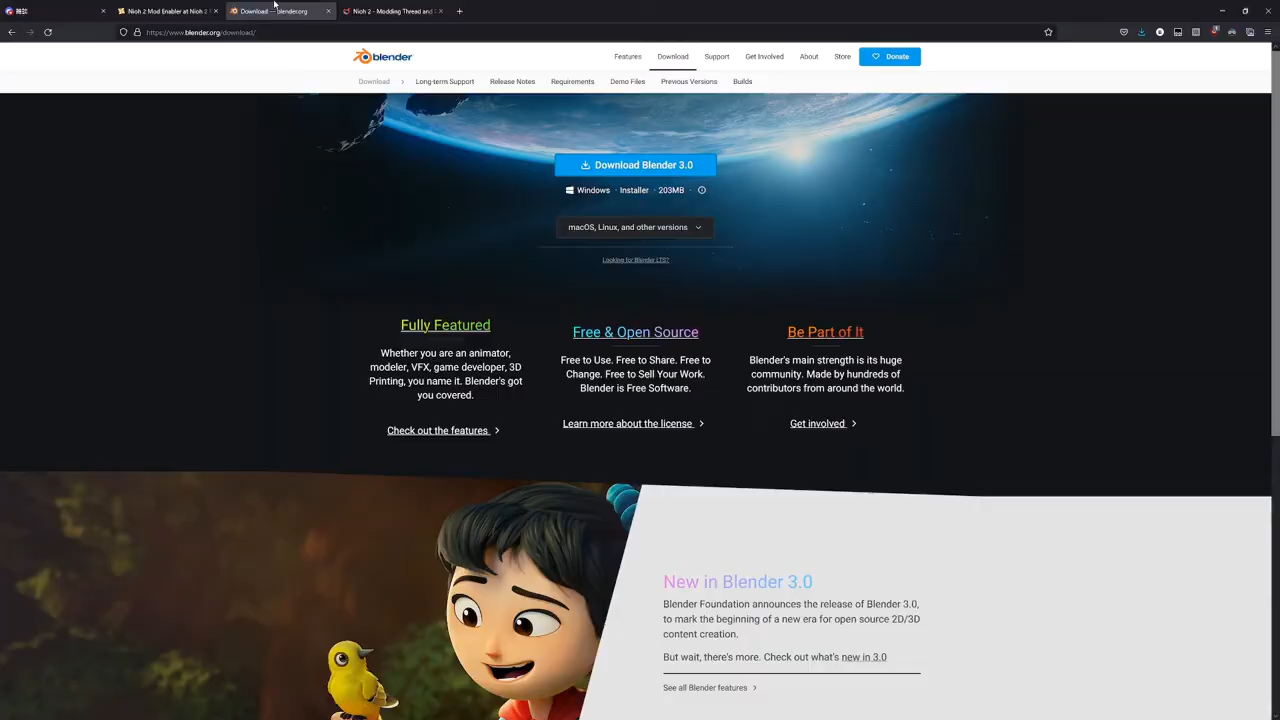 雑談
Nioh 2 Mod Enabler at Nioh 2
Download — blender.org
Nioh 2 - Modding Thread and
https://www.blender.org/download/
blender
Features
Download
Support
Get Involved
About
Store
Donate
Download
Long-term Support
Release Notes
Requirements
Demo Files
Previous Versions
Builds
Download Blender 3.0
Windows · Installer · 203MB ·
macOS, Linux, and other versions
Looking for Blender LTS?
Fully Featured
Whether you are an animator,
modeler, VFX, game developer, 3D
Printing, you name it. Blender's got
you covered.
Check out the features
Free & Open Source
Free to Use. Free to Share. Free to
Change. Free to Sell Your Work.
Blender is Free Software.
Learn more about the license
Be Part of It
Blender's main strength is its huge
community. Made by hundreds of
contributors from around the world.
Get involved
New in Blender 3.0
Blender Foundation announces the release of Blender 3.0,
to mark the beginning of a new era for open source 2D/3D
content creation.
But wait, there's more. Check out what's new in 3.0
See all Blender features